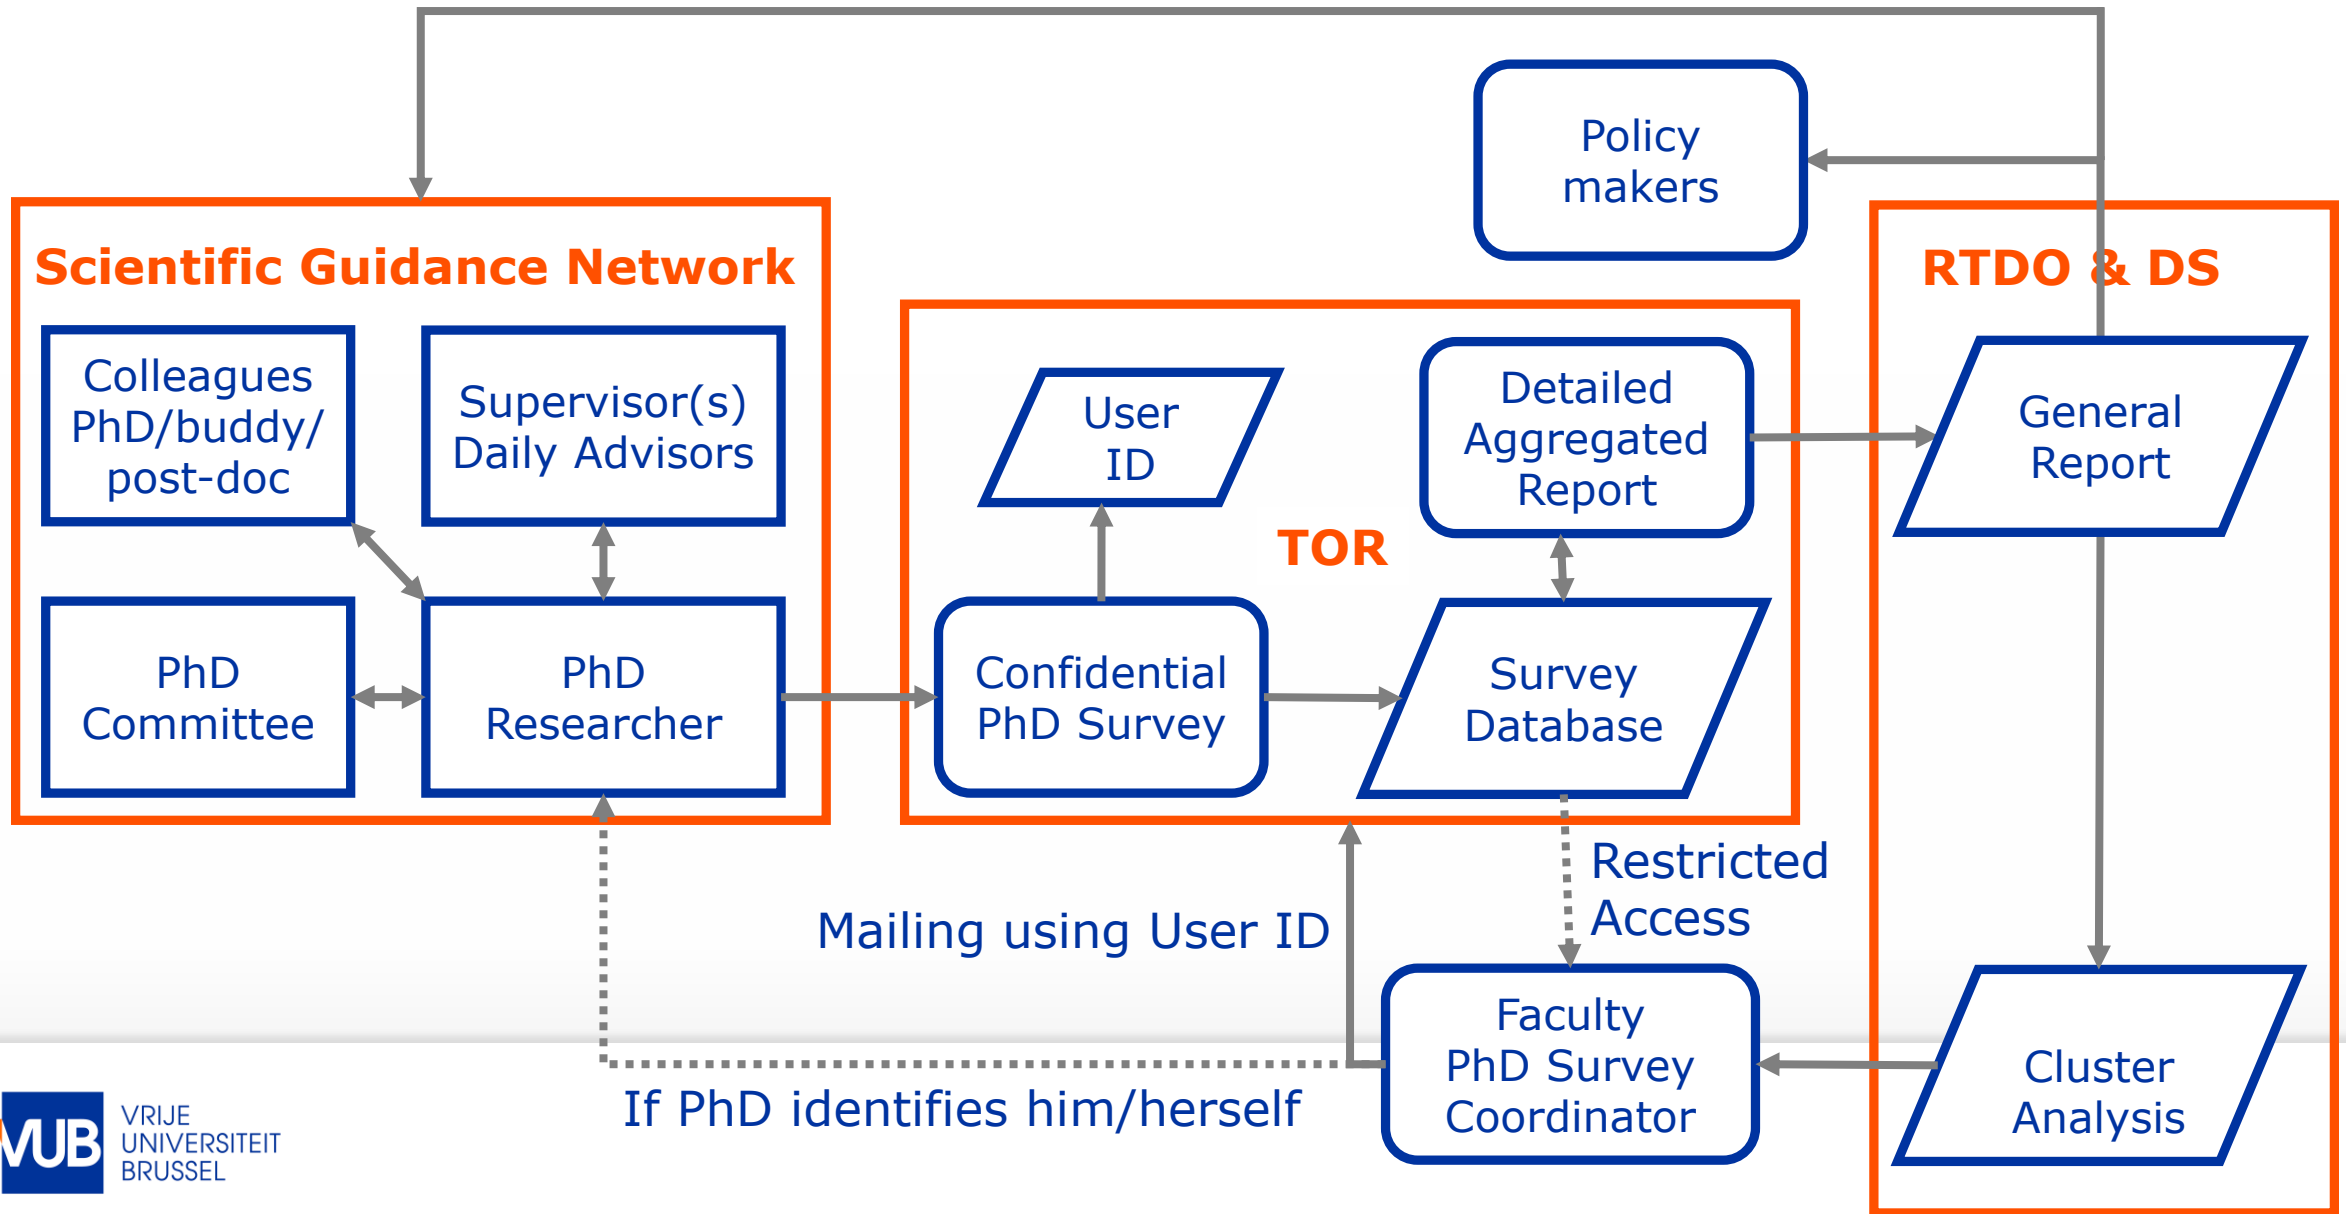 Policy
makers
Scientific Guidance Network
RTDO & DS
Colleagues
PhD/buddy/
post-doc
Supervisor(s)
Daily Advisors
User
ID
Detailed
Aggregated
Report
General
Report
TOR
PhD
Committee
PhD
Researcher
Confidential
PhD Survey
Survey
Database
Restricted
Access
Mailing using User ID
Faculty
PhD Survey
Coordinator
Cluster
Analysis
If PhD identifies him/herself
VUB
VRIJE
UNIVERSITEIT
BRUSSEL